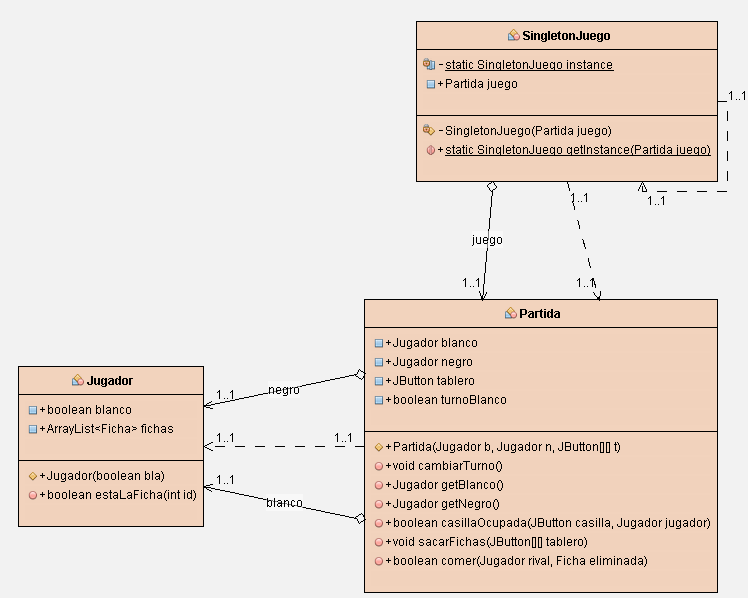 SingletonJuego
- static SingletonJuego instance
+ Partida juego
- SingletonJuego(Partida juego)
+ static SingletonJuego getInstance(Partida juego)
1..1
1..1
1..1
juego
1..1
1..1
Partida
+Jugador blanco
+Jugador negro
+JButton tablero
+boolean turnoBlanco
+Partida(Jugador b, Jugador n, JButton[][] t)
+void cambiarTurno()
+Jugador getBlanco()
+Jugador getNegro()
+boolean casillaOcupada(JButton casilla, Jugador jugador)
+void sacarFichas(JButton[][] tablero)
+boolean comer(Jugador rival, Ficha eliminada)
Jugador
+boolean blanco
+ArrayList<Ficha> fichas
+Jugador(boolean bla)
+boolean estaLaFicha(int id)
1..1
negro
1..1
1..1
1..1
blanco